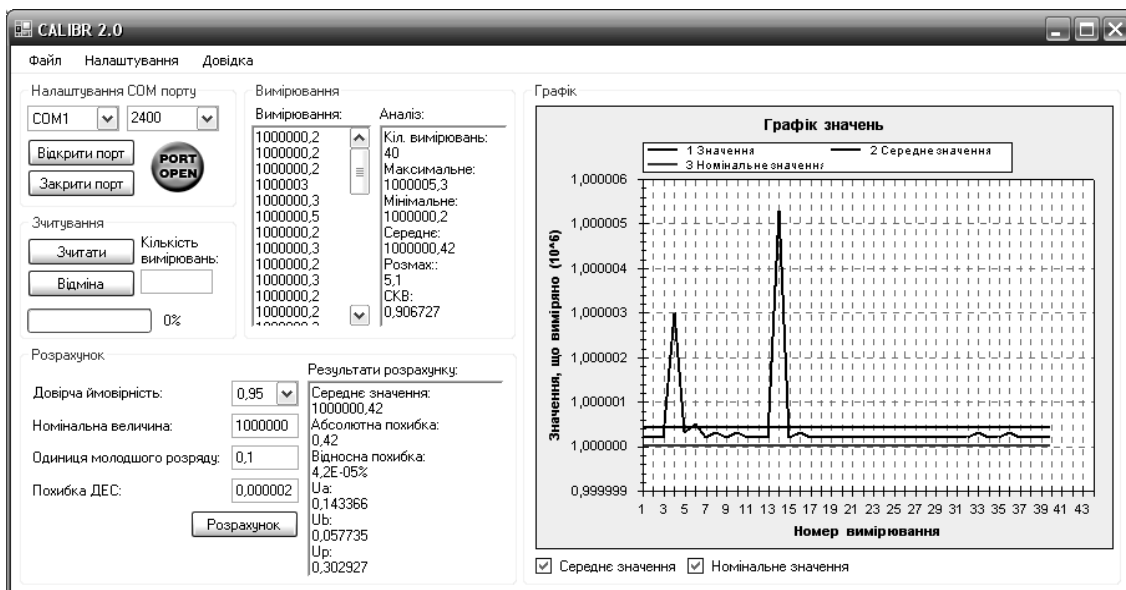 CALIBR 2.0
Файл Налаштування Довідка
Налаштування COM порту
COM1 2400
Відкрити порт
Закрити порт
PORT
OPEN
Зчитування
Зчитати
Відміна
Кількість
вимірювань:
0%
Вимірювання
Вимірювання:
1000000,2
1000000,2
1000000,2
1000003
1000000,3
1000000,5
1000000,2
1000000,3
1000000,2
1000000,3
1000000,2
Аналіз:
Кіл. вимірювань:
40
Максимальне:
1000005,3
Мінімальне:
1000000,2
Середнє:
1000000,42
Розмах::
5,1
СКВ:
0,906727
Розрахунок
Довірча ймовірність: 0,95
Номінальна величина: 1000000
Одиниця молодшого розряду: 0,1
Похибка ДЕС: 0,000002
Розрахунок
Результати розрахунку:
Середнє значення:
1000000,42
Абсолютна похибка:
0,42
Відносна похибка:
4,2E-05%
Ua:
0,143366
Ub:
0,057735
Up:
0,302927
Графік
Графік значень
1 Значення 2 Середнє значення
3 Номінальне значення
Значення, що виміряно (10^6)
1,000006
1,000005
1,000004
1,000003
1,000002
1,000001
1,000000
0,999999
1 3 5 7 9 11 13 15 17 19 21 23 25 27 29 31 33 35 37 39 41 43
Номер вимірювання
Середнє значення Номінальне значення